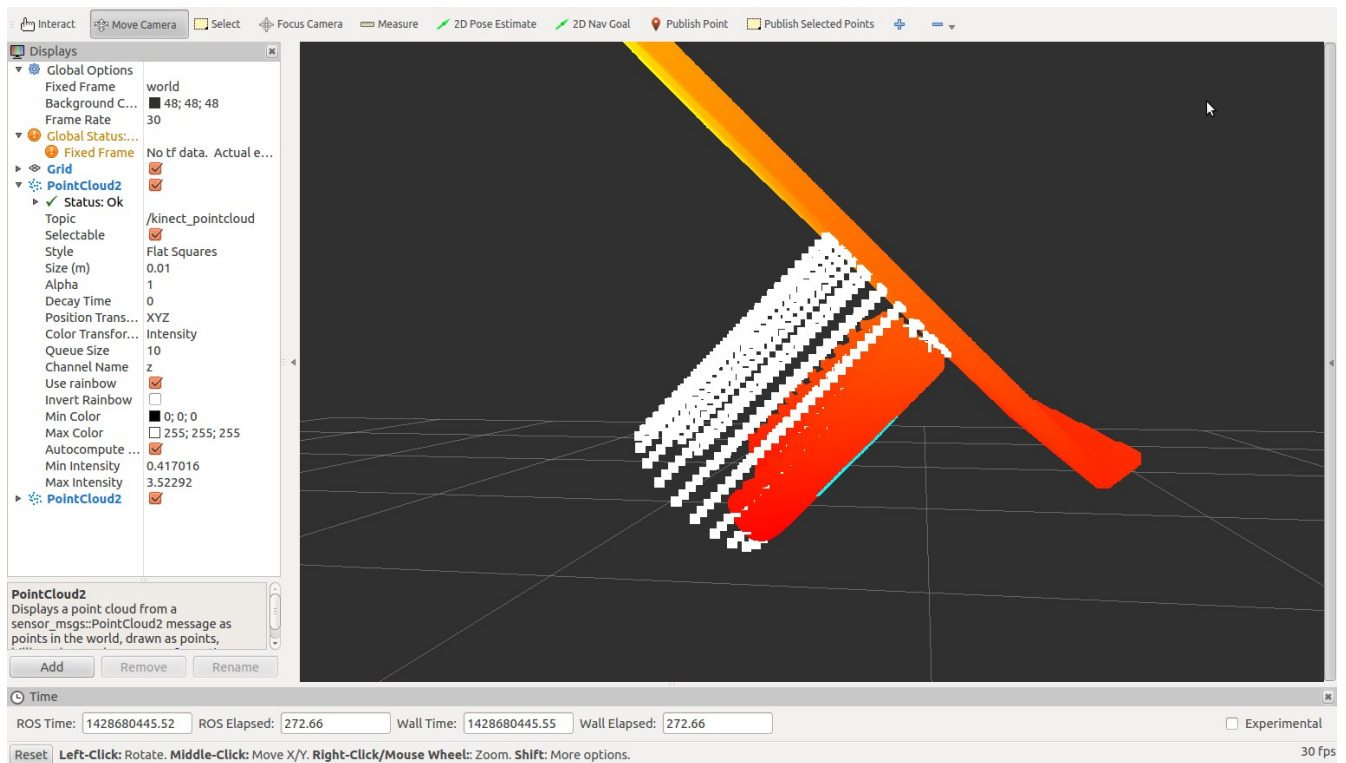 Interact Move Camera Select Focus Camera Measure 2D Pose Estimate 2D Nav Goal Publish Point Publish Selected Points
Displays
Global Options
Fixed Frame world
Background C... 48; 48; 48
Frame Rate 30
Global Status:...
Fixed Frame No tf data. Actual e...
Grid
PointCloud2
Status: Ok
Topic /kinect_pointcloud
Selectable
Style Flat Squares
Size (m) 0.01
Alpha 1
Decay Time 0
Position Trans... XYZ
Color Transfor... Intensity
Queue Size 10
Channel Name z
Use rainbow
Invert Rainbow
Min Color 0; 0; 0
Max Color 255; 255; 255
Autocompute ...
Min Intensity 0.417016
Max Intensity 3.52292
PointCloud2
PointCloud2
Displays a point cloud from a
sensor_msgs::PointCloud2 message as
points in the world, drawn as points,
Add Remove Rename
Time
ROS Time: 1428680445.52 ROS Elapsed: 272.66 Wall Time: 1428680445.55 Wall Elapsed: 272.66 Experimental
Reset Left-Click: Rotate. Middle-Click: Move X/Y. Right-Click/Mouse Wheel:: Zoom. Shift: More options. 30 fps